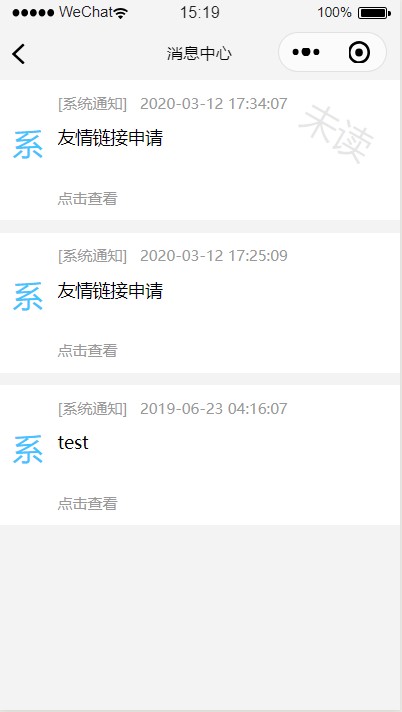 WeChat 15:19 100%
消息中心
[系统通知] 2020-03-12 17:34:07
未读
系
友情链接申请
点击查看
[系统通知] 2020-03-12 17:25:09
系
友情链接申请
点击查看
[系统通知] 2019-06-23 04:16:07
系
test
点击查看